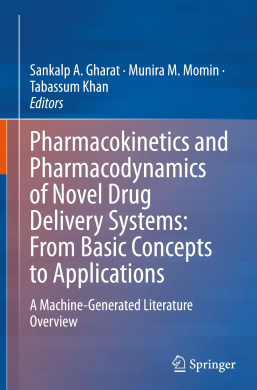 Sankalp A. Gharat · Munira M. Momin ·
Tabassum Khan
Editors
Pharmacokinetics and
Pharmacodynamics
of Novel Drug
Delivery Systems:
From Basic Concepts
to Applications
A Machine-Generated Literature
Overview
Springer